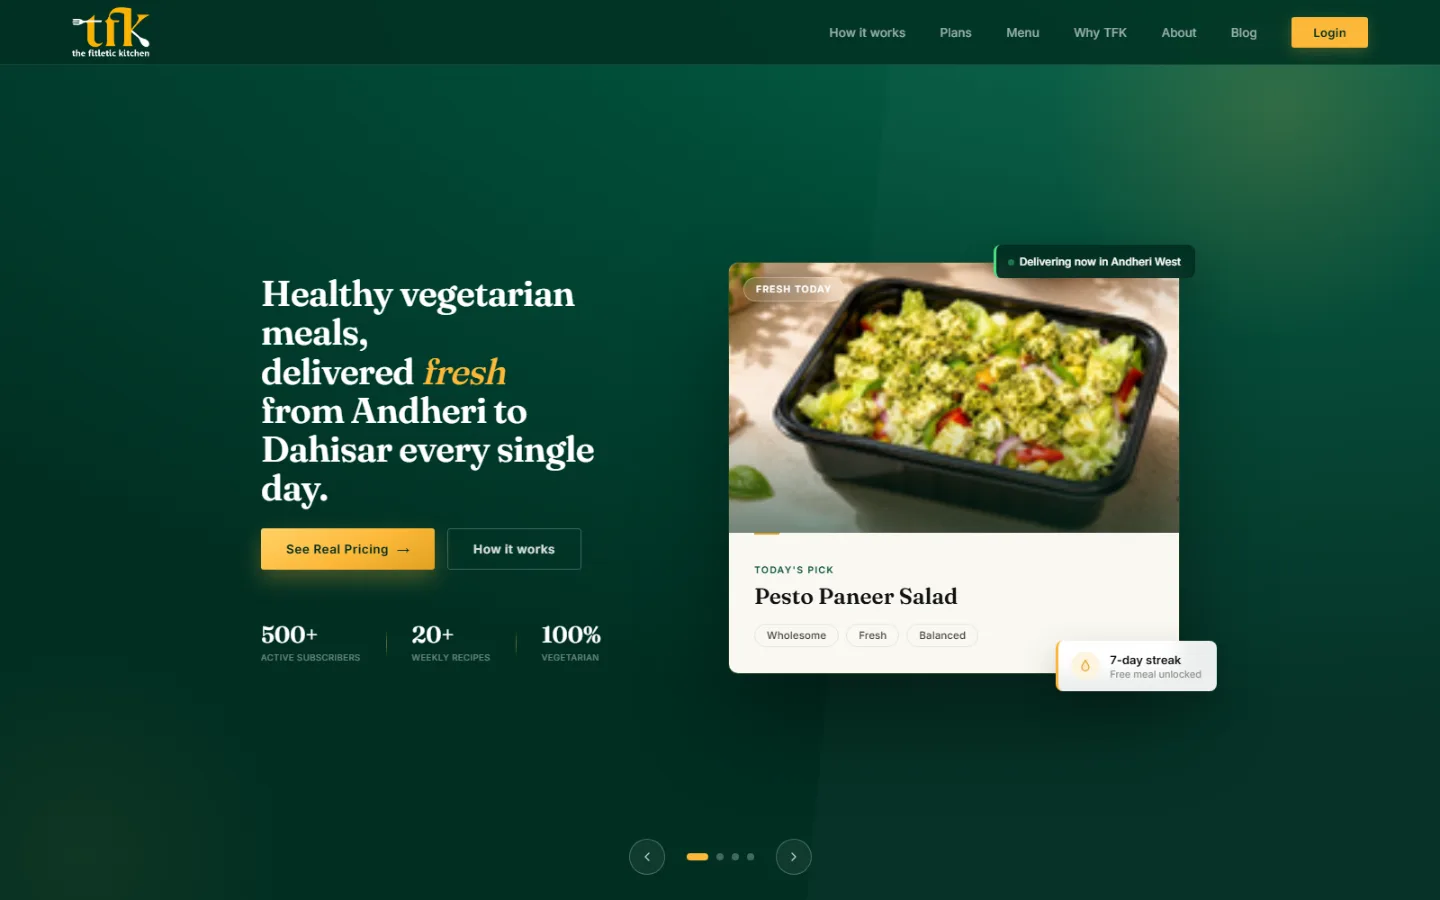 tfk
the fitletic kitchen
How it works
Plans
Menu
Why TFK
About
Blog
Login
Healthy vegetarian
meals,
delivered fresh
from Andheri to
Dahisar every single
day.
See Real Pricing →
How it works
500+
ACTIVE SUBSCRIBERS
20+
WEEKLY RECIPES
100%
VEGETARIAN
Delivering now in Andheri West
FRESH TODAY
TODAY'S PICK
Pesto Paneer Salad
Wholesome
Fresh
Balanced
7-day streak
Free meal unlocked